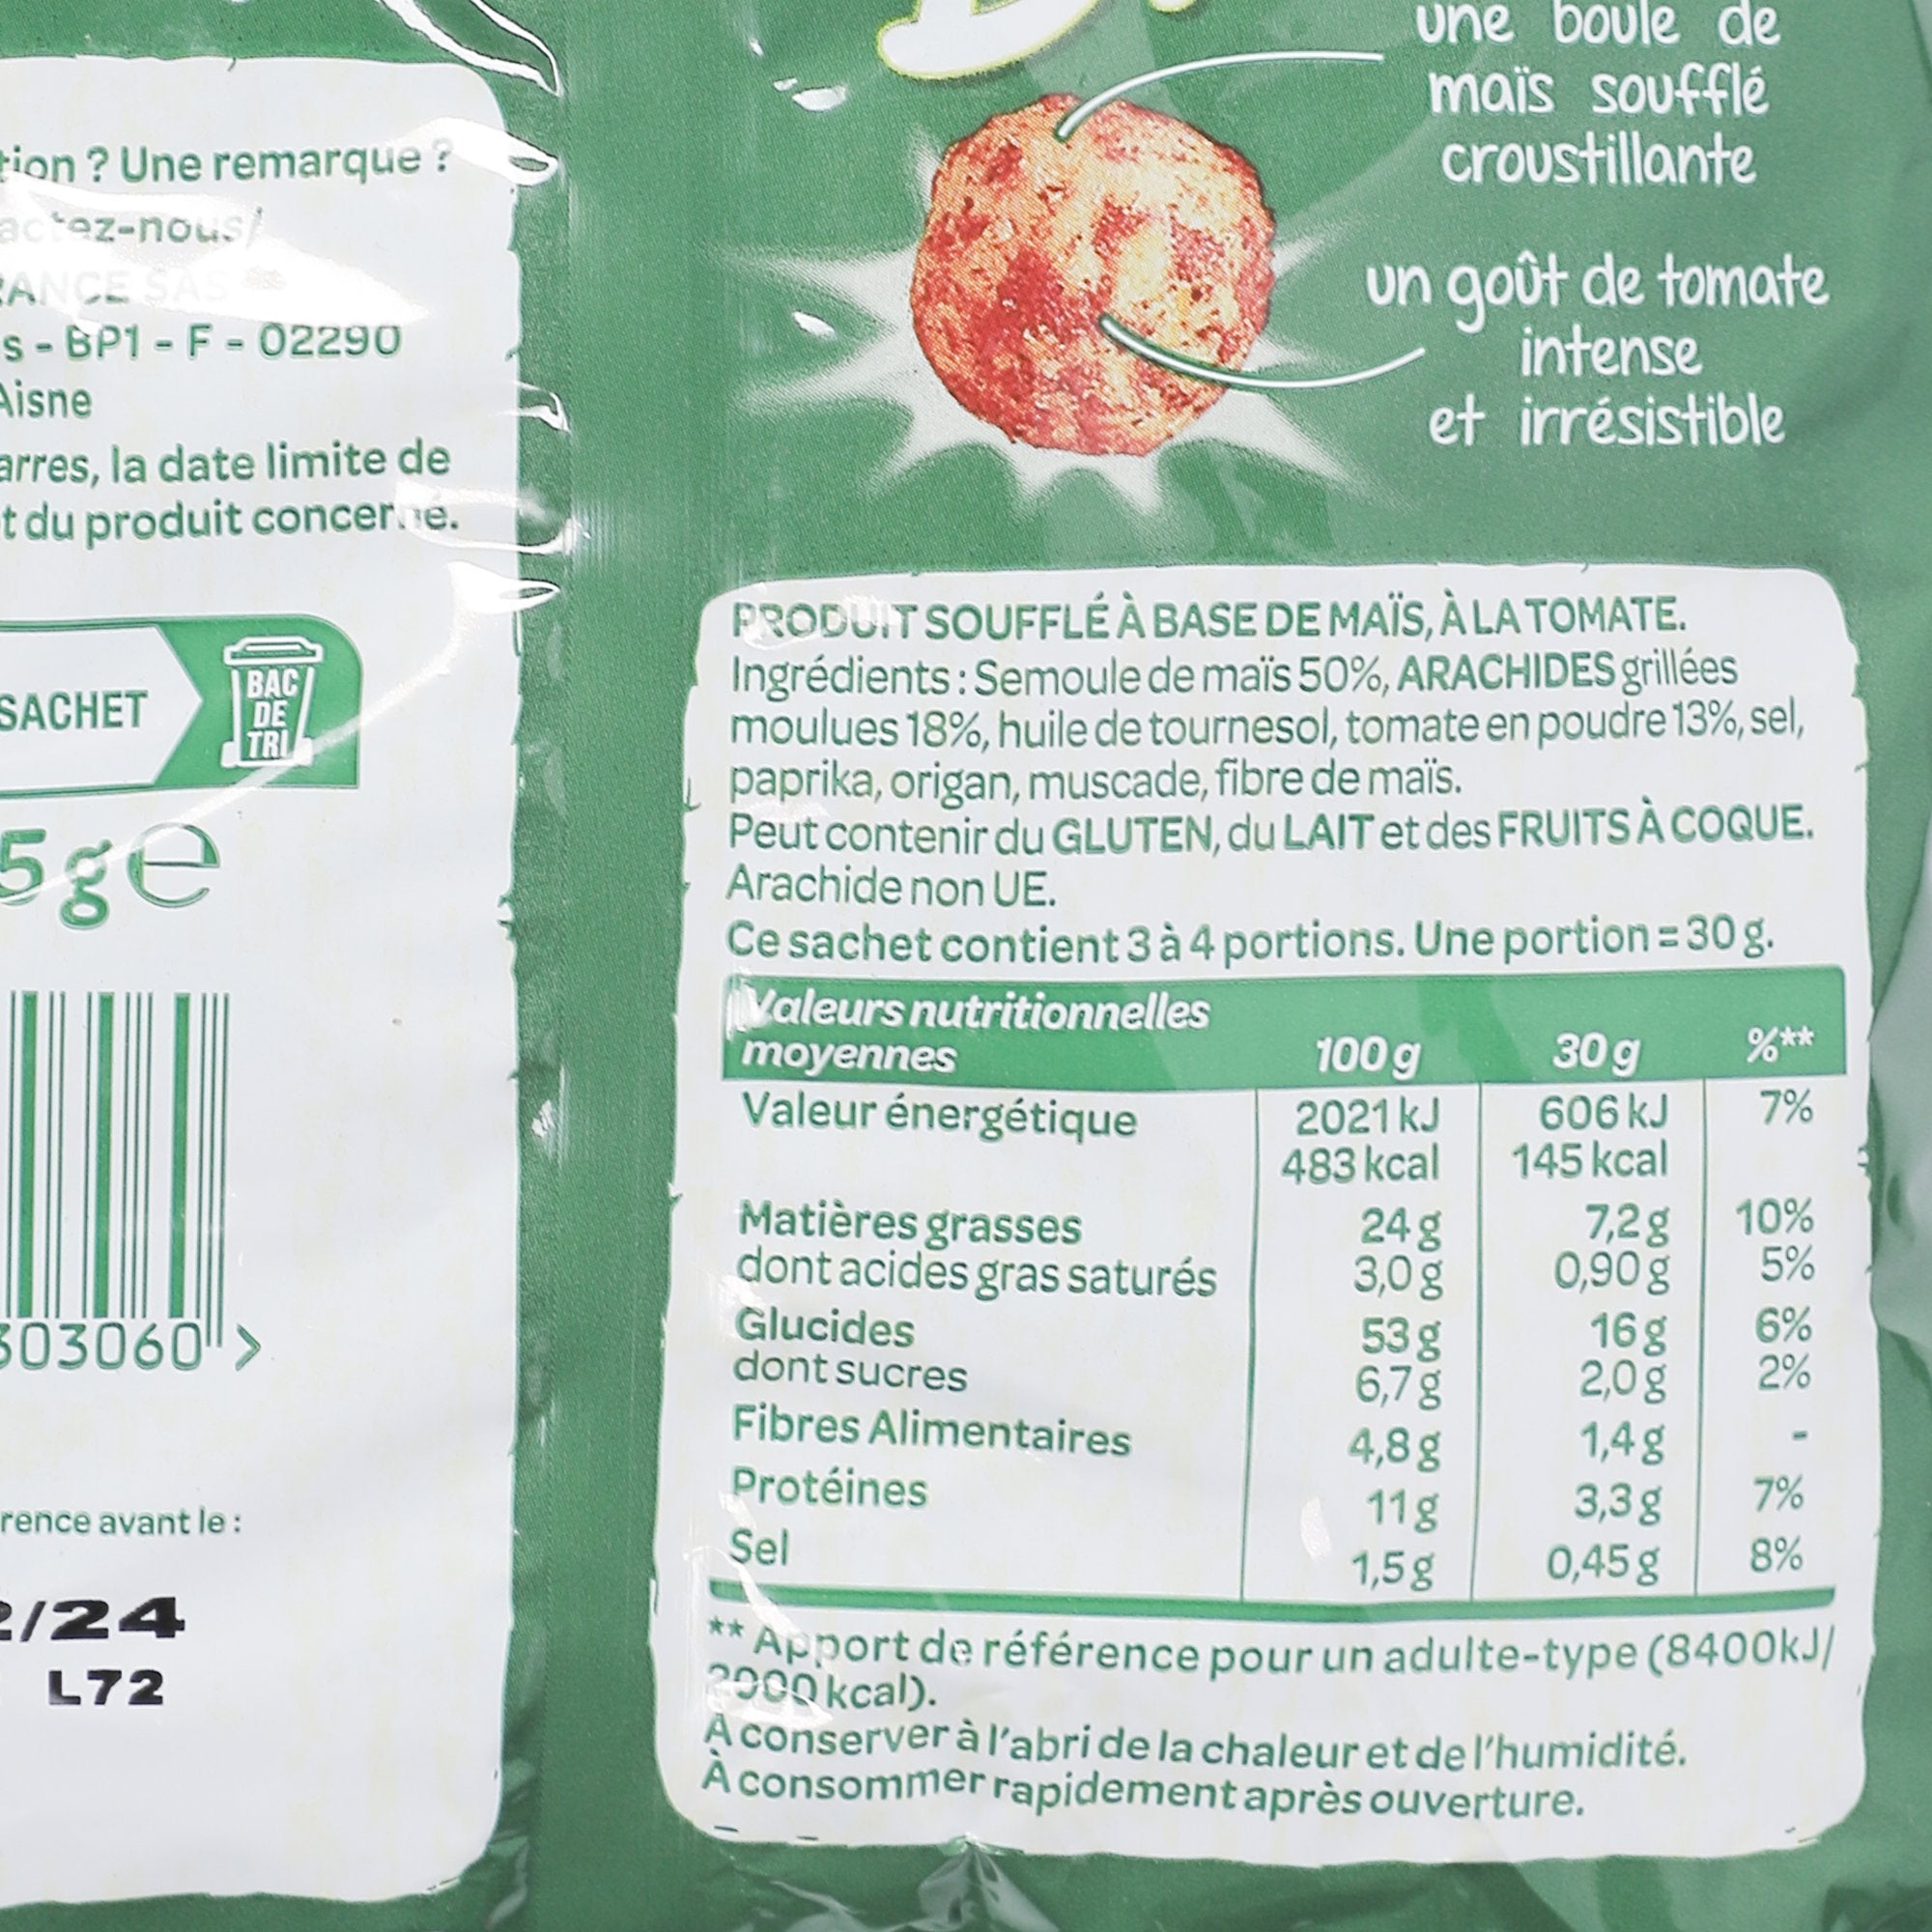 une boule de
maïs soufflé
croustillante
un goût de tomate
intense
et irrésistible
? Une remarque ?
s - BP1 - F - 02290
Aisne
arres, la date limite de
t du produit concerné.
SACHET
BAC
DE
TRI
5ge
303060 >
rence avant le :
2/24
L72
PRODUIT SOUFFLÉ À BASE DE MAÏS, À LA TOMATE.
Ingrédients : Semoule de maïs 50%, ARACHIDES grillées
moulues 18%, huile de tournesol, tomate en poudre 13%, sel,
paprika, origan, muscade, fibre de maïs.
Peut contenir du GLUTEN, du LAIT et des FRUITS À COQUE.
Arachide non UE.
Ce sachet contient 3 à 4 portions. Une portion = 30 g.
Valeurs nutritionnelles
moyennes 100 g 30 g %**
Valeur énergétique 2021 kJ 606 kJ 7%
483 kcal 145 kcal
Matières grasses 24 g 7,2 g 10%
dont acides gras saturés 3,0 g 0,90 g 5%
Glucides 53 g 16 g 6%
dont sucres 6,7 g 2,0 g 2%
Fibres Alimentaires 4,8 g 1,4 g -
Protéines 11 g 3,3 g 7%
Sel 1,5 g 0,45 g 8%
** Apport de référence pour un adulte-type (8400kJ/
2000 kcal).
À conserver à l'abri de la chaleur et de l'humidité.
À consommer rapidement après ouverture.